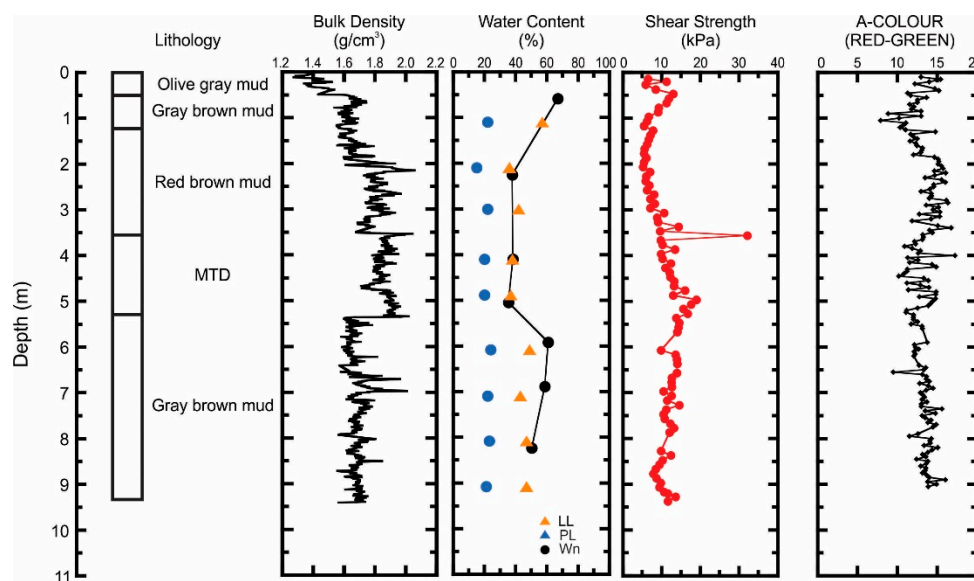 Lithology
Bulk Density
(g/cm³)
Water Content
(%)
Shear Strength
(kPa)
A-COLOUR
(RED-GREEN)
1.2 1.4 1.6 1.8 2.0 2.2
0 20 40 60 80 100
0 10 20 30 40
0 5 10 15 20
Depth (m)
0
1
2
3
4
5
6
7
8
9
10
11
Olive gray mud
Gray brown mud
Red brown mud
MTD
Gray brown mud
LL
PL
Wn